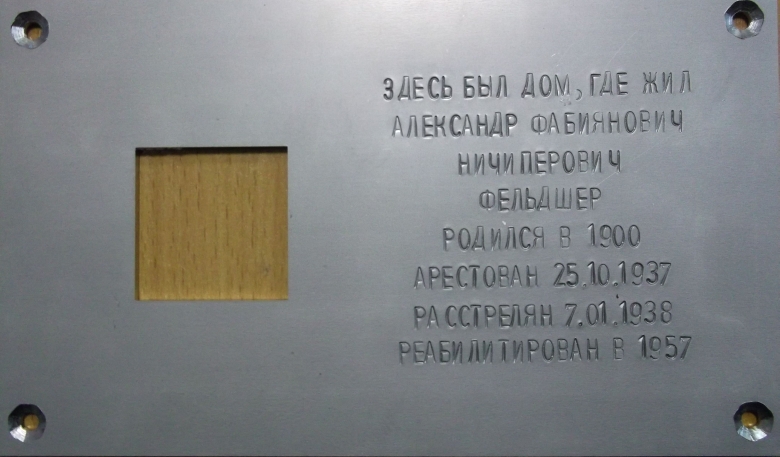 ЗДЕСЬ БЫЛ ДОМ, ГДЕ ЖИЛ
АЛЕКСАНДР ФАБИЯНОВИЧ
НИЧИПЕРОВИЧ
ФЕЛЬДШЕР
РОДИЛСЯ В 1900
АРЕСТОВАН 25.10.1937
РАССТРЕЛЯН 7.01.1938
РЕАБИЛИТИРОВАН В 1957